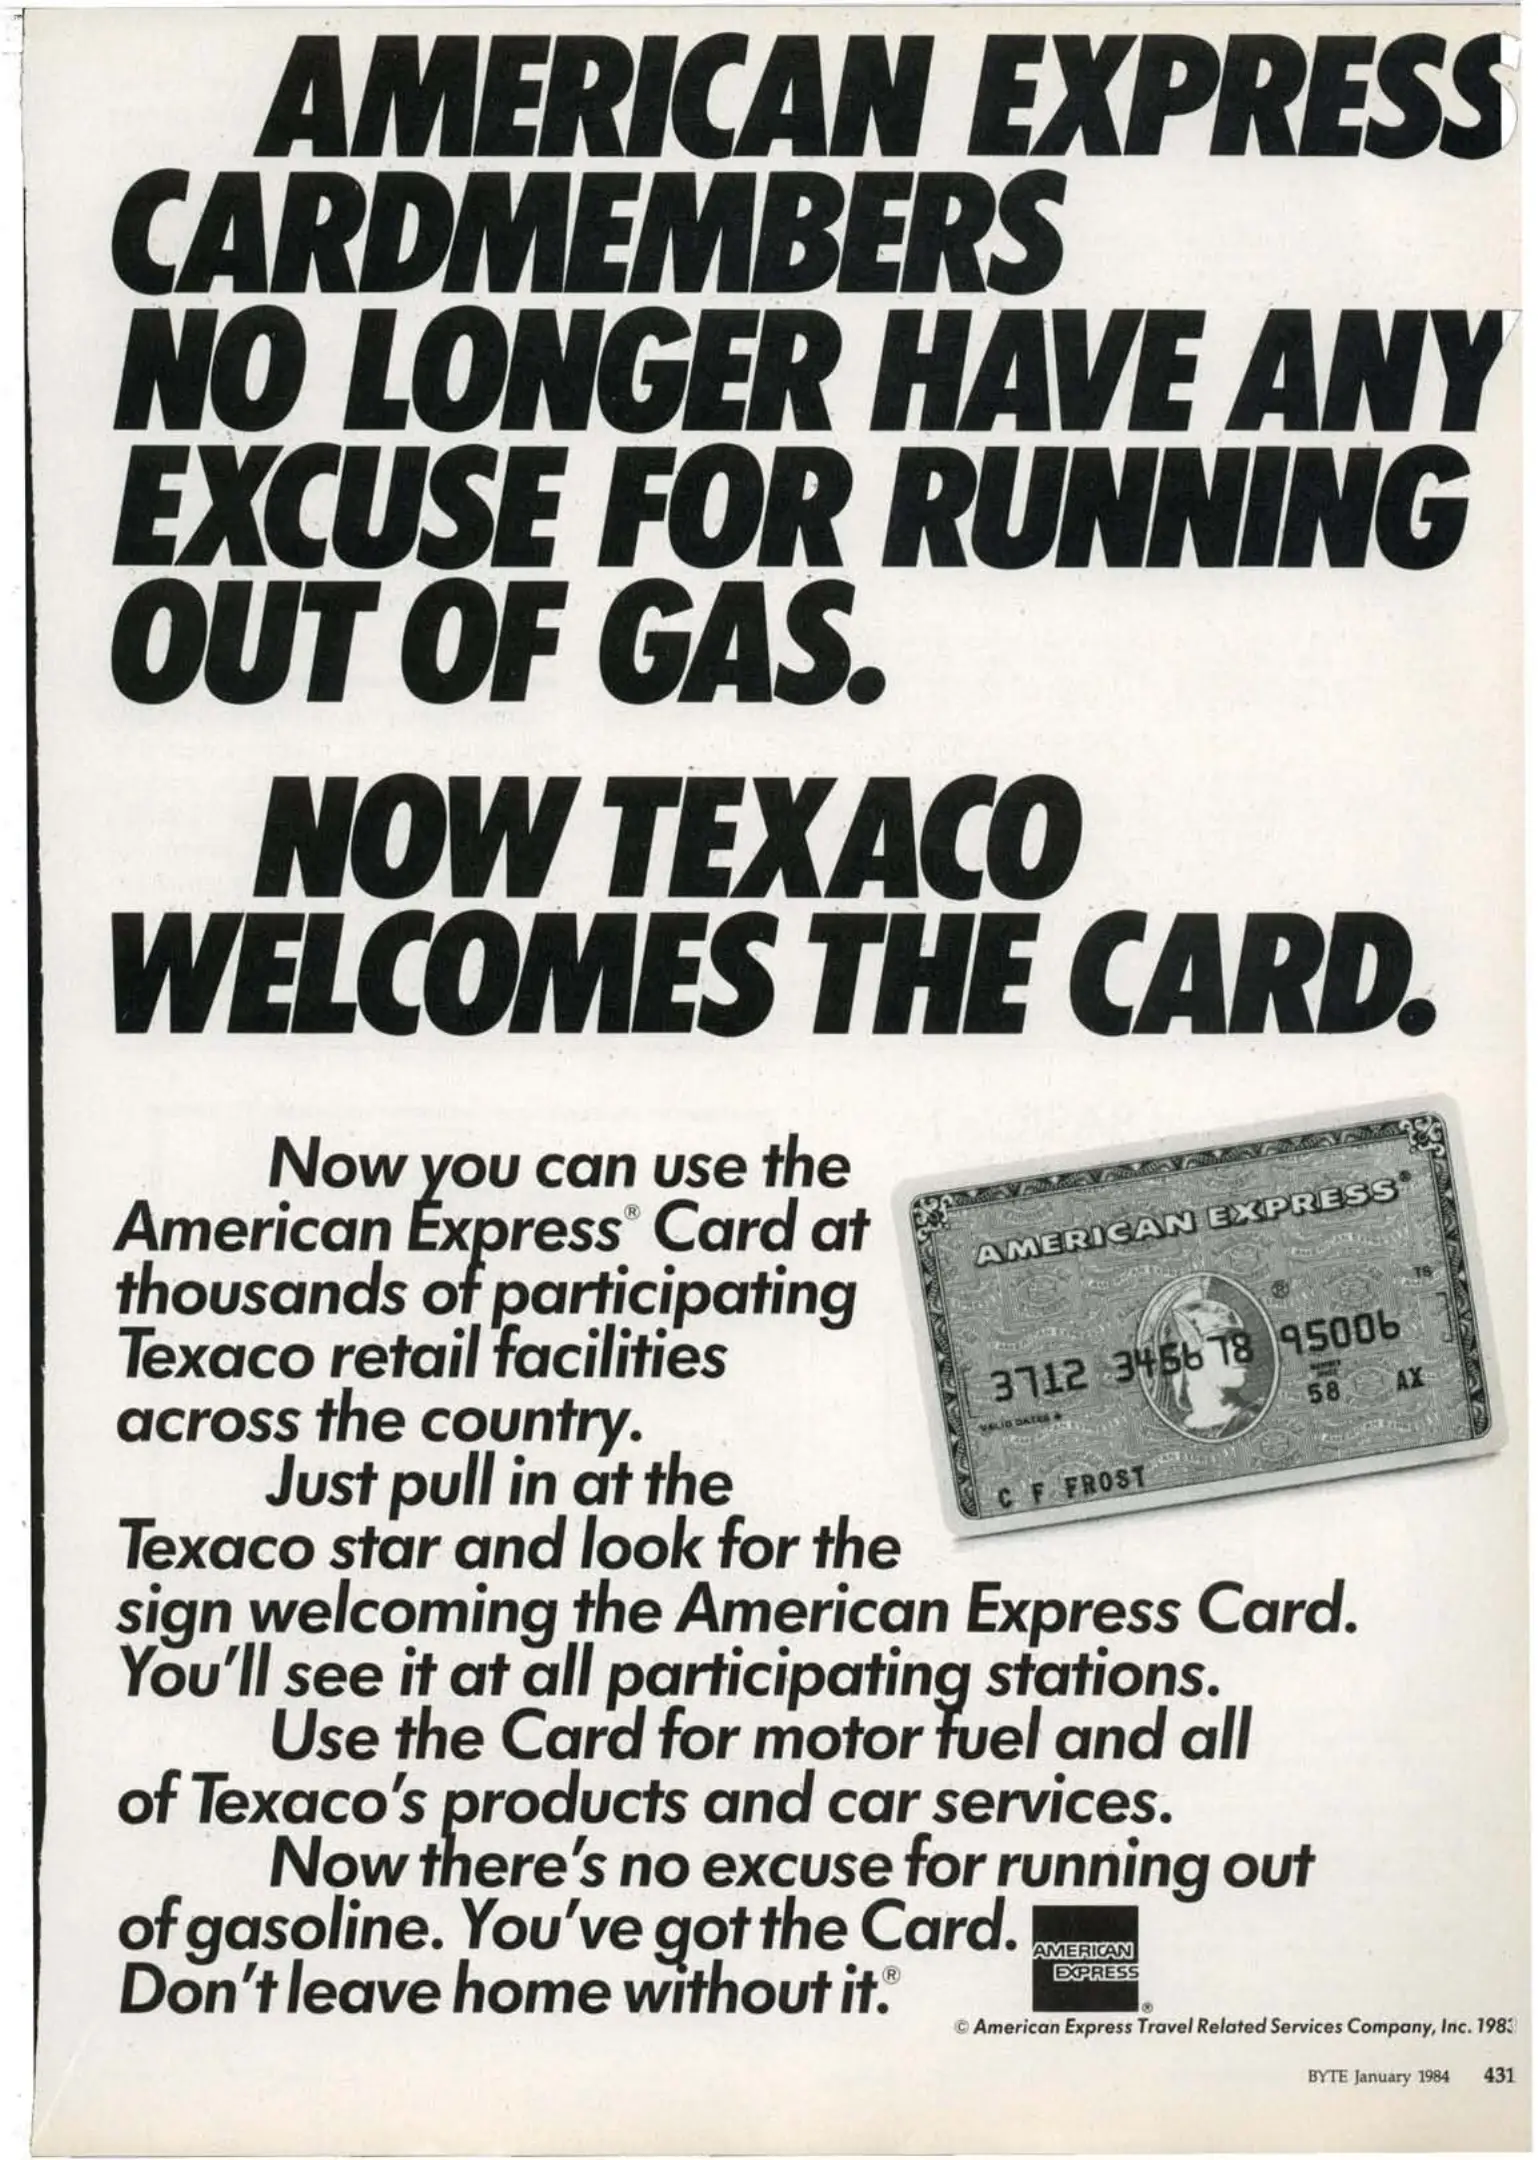 AMERICAN EXPRESS
CARDMEMBERS
NO LONGER HAVE ANY
EXCUSE FOR RUNNING
OUT OF GAS.
NOW TEXACO
WELCOMES THE CARD.
Now you can use the
American Express® Card at
thousands of participating
Texaco retail facilities
across the country.
Just pull in at the
Texaco star and look for the
sign welcoming the American Express Card.
You'll see it at all participating stations.
Use the Card for motor fuel and all
of Texaco's products and car services.
Now there's no excuse for running out
of gasoline. You've got the Card.
Don't leave home without it.®
AMERICAN EXPRESS®
®
3712 345678 95006
58 AX
VALID DATES
C F FROST
AMERICAN
EXPRESS
®
© American Express Travel Related Services Company, Inc. 1983
BYTE January 1984 431